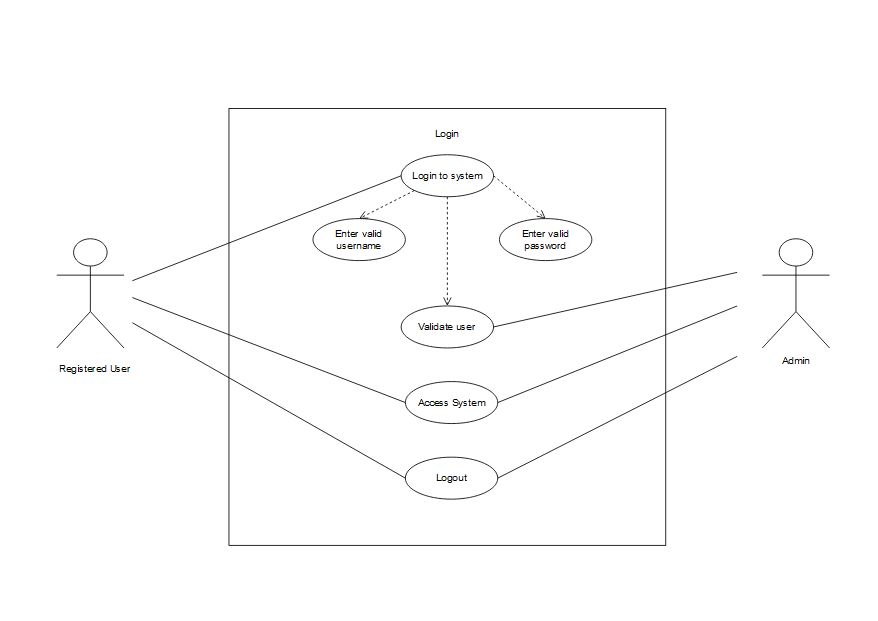 Login
Login to system
Enter valid
username
Enter valid
password
Validate user
Registered User
Admin
Access System
Logout